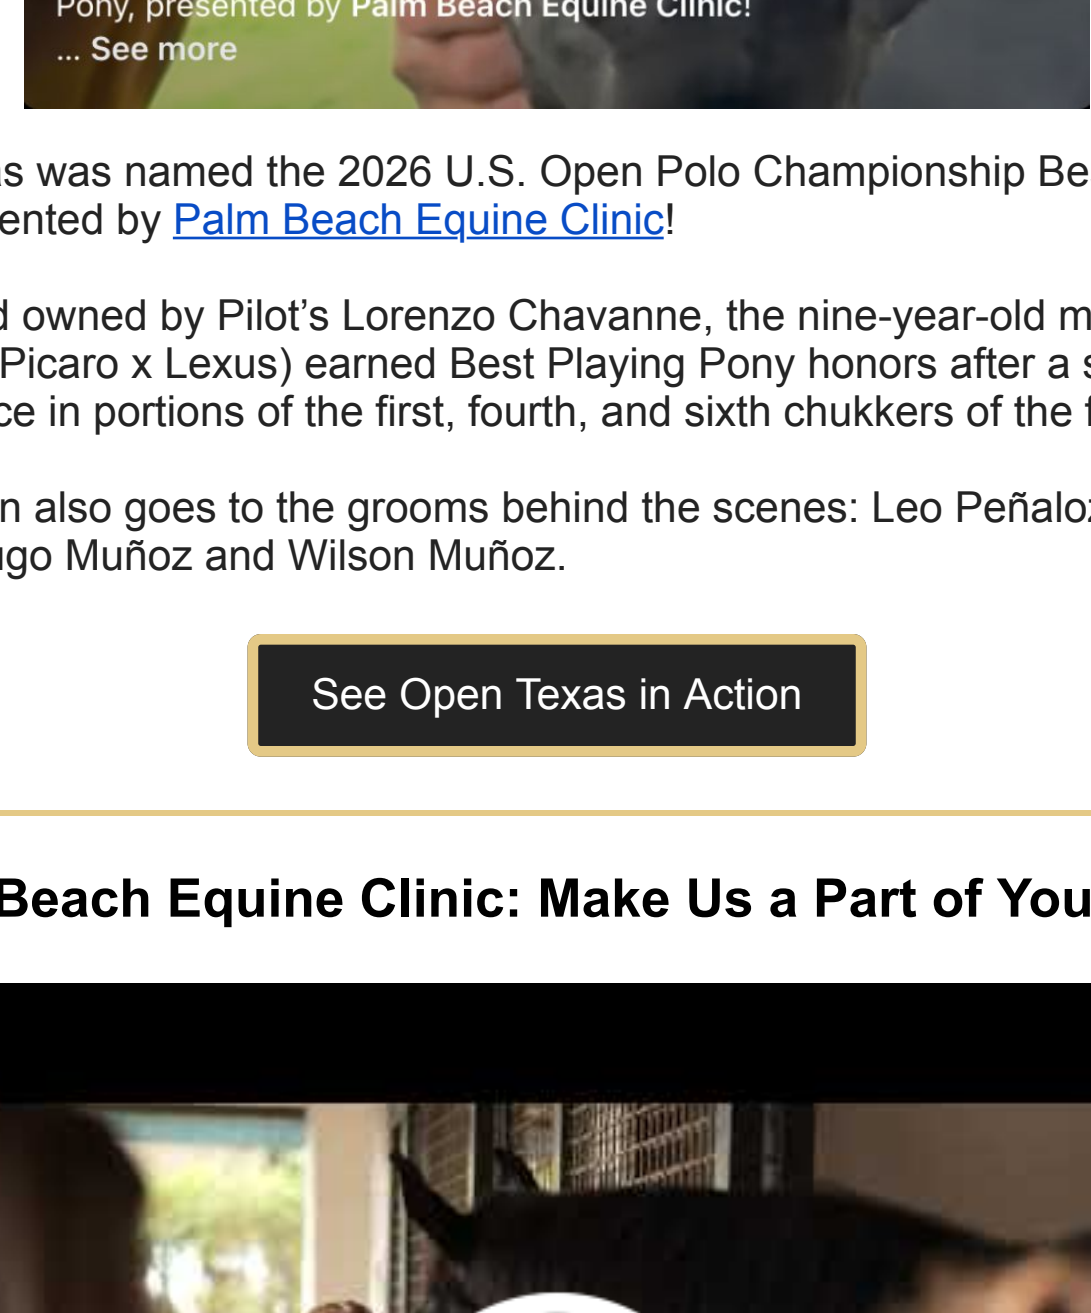 Pony, presented by Palm Beach Equine Clinic!
... See more
as was named the 2026 U.S. Open Polo Championship Be
ented by Palm Beach Equine Clinic!
d owned by Pilot’s Lorenzo Chavanne, the nine-year-old m
(Picaro x Lexus) earned Best Playing Pony honors after a s
ce in portions of the first, fourth, and sixth chukkers of the f
n also goes to the grooms behind the scenes: Leo Peñaloz
ugo Muñoz and Wilson Muñoz.
See Open Texas in Action
Beach Equine Clinic: Make Us a Part of You